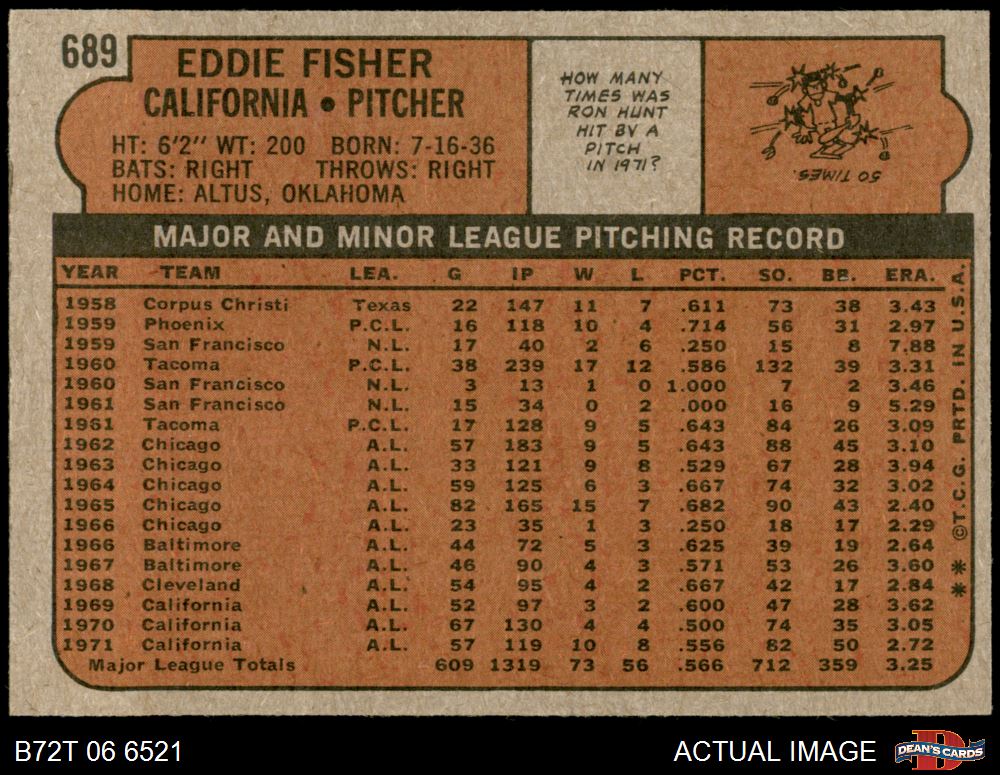 689
EDDIE FISHER
CALIFORNIA • PITCHER
HT: 6'2" WT: 200 BORN: 7-16-36
BATS: RIGHT THROWS: RIGHT
HOME: ALTUS, OKLAHOMA
HOW MANY
TIMES WAS
RON HUNT
HIT BY A
PITCH
IN 1971?
50 TIMES.
MAJOR AND MINOR LEAGUE PITCHING RECORD
YEAR TEAM LEA. G IP W L PCT. SO. BB. ERA.
1958 Corpus Christi Texas 22 147 11 7 .611 73 38 3.43
1959 Phoenix P.C.L. 16 118 10 4 .714 56 31 2.97
1959 San Francisco N.L. 17 40 2 6 .250 15 8 7.88
1960 Tacoma P.C.L. 38 239 17 12 .586 132 39 3.31
1960 San Francisco N.L. 3 13 1 0 1.000 7 2 3.46
1961 San Francisco N.L. 15 34 0 2 .000 16 9 5.29
1961 Tacoma P.C.L. 17 128 9 5 .643 84 26 3.09
1962 Chicago A.L. 57 183 9 5 .643 88 45 3.10
1963 Chicago A.L. 33 121 9 8 .529 67 28 3.94
1964 Chicago A.L. 59 125 6 3 .667 74 32 3.02
1965 Chicago A.L. 82 165 15 7 .682 90 43 2.40
1966 Chicago A.L. 23 35 1 3 .250 18 17 2.29
1966 Baltimore A.L. 44 72 5 3 .625 39 19 2.64
1967 Baltimore A.L. 46 90 4 3 .571 53 26 3.60
1968 Cleveland A.L. 54 95 4 2 .667 42 17 2.84
1969 California A.L. 52 97 3 2 .600 47 28 3.62
1970 California A.L. 67 130 4 4 .500 74 35 3.05
1971 California A.L. 57 119 10 8 .556 82 50 2.72
Major League Totals 609 1319 73 56 .566 712 359 3.25
** ©T.C.G. PRTD. IN U.S.A.
B72T 06 6521
ACTUAL IMAGE
DEAN'S CARDS